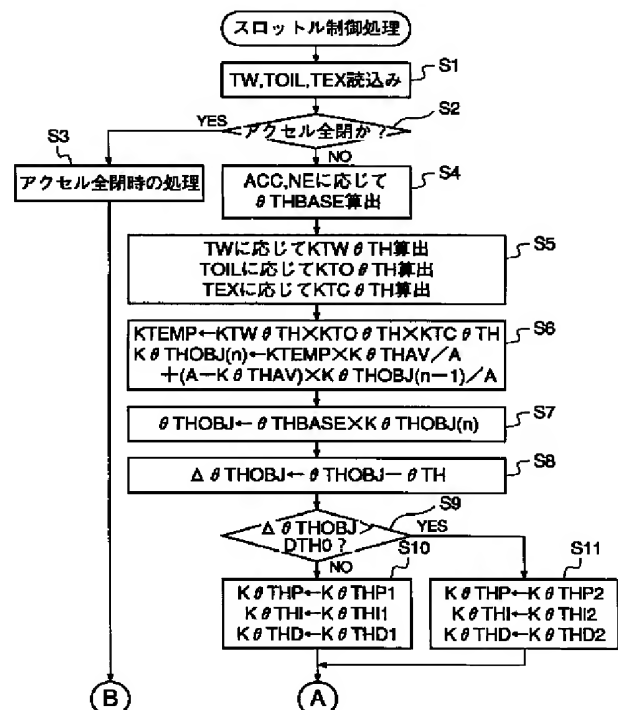 スロットル制御処理
S1
TW,TOIL,TEX読込み
S2
アクセル全閉か?
YES
NO
S3
アクセル全閉時の処理
S4
ACC,NEに応じて
θTHBASE算出
S5
TWに応じてKTWθTH算出
TOILに応じてKTOθTH算出
TEXに応じてKTCθTH算出
S6
KTEMP←KTWθTH×KTOθTH×KTCθTH
KθTHOBJ(n)←KTEMP×KθTHAV/A
+(A−KθTHAV)×KθTHOBJ(n−1)/A
S7
θTHOBJ←θTHBASE×KθTHOBJ(n)
S8
ΔθTHOBJ←θTHOBJ−θTH
S9
ΔθTHOBJ
DTH0?
YES
NO
S10
KθTHP←KθTHP1
KθTHI←KθTHI1
KθTHD←KθTHD1
S11
KθTHP←KθTHP2
KθTHI←KθTHI2
KθTHD←KθTHD2
B
A